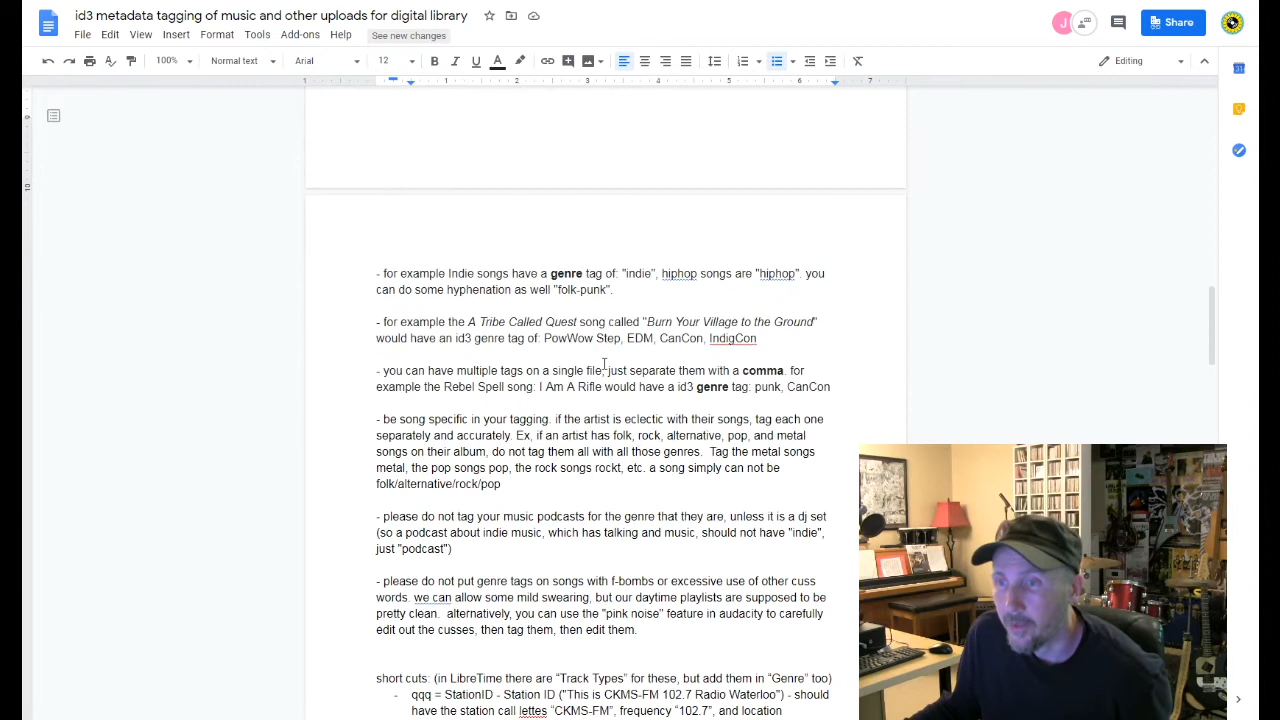 id3 metadata tagging of music and other uploads for digital library
File Edit View Insert Format Tools Add-ons Help See new changes
J Share
100% Normal text Arial 12 B I U A Editing
1 1 2 3 4 5 6 7
9
10
31
- for example Indie songs have a genre tag of: "indie", hiphop songs are "hiphop". you
can do some hyphenation as well "folk-punk".
- for example the A Tribe Called Quest song called "Burn Your Village to the Ground"
would have an id3 genre tag of: PowWow Step, EDM, CanCon, IndigCon
- you can have multiple tags on a single file, just separate them with a comma. for
example the Rebel Spell song: I Am A Rifle would have a id3 genre tag: punk, CanCon
- be song specific in your tagging. if the artist is eclectic with their songs, tag each one
separately and accurately. Ex, if an artist has folk, rock, alternative, pop, and metal
songs on their album, do not tag them all with all those genres. Tag the metal songs
metal, the pop songs pop, the rock songs rockt, etc. a song simply can not be
folk/alternative/rock/pop
- please do not tag your music podcasts for the genre that they are, unless it is a dj set
(so a podcast about indie music, which has talking and music, should not have "indie",
just "podcast")
- please do not put genre tags on songs with f-bombs or excessive use of other cuss
words. we can allow some mild swearing, but our daytime playlists are supposed to be
pretty clean. alternatively, you can use the "pink noise" feature in audacity to carefully
edit out the cusses, then tag them, then edit them.
short cuts: (in LibreTime there are "Track Types" for these, but add them in "Genre" too)
- qqq = StationID - Station ID ("This is CKMS-FM 102.7 Radio Waterloo") - should
have the station call lettes "CKMS-FM", frequency "102.7", and location